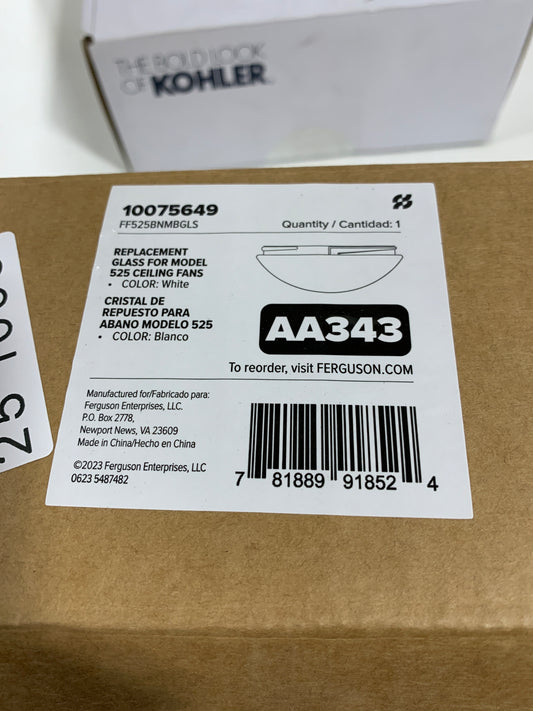 THE BOLD LOOK
OF KOHLER.
10075649
FF525BNMBGLS
Quantity / Cantidad: 1
REPLACEMENT
GLASS FOR MODEL
525 CEILING FANS
• COLOR: White
CRISTAL DE
REPUESTO PARA
ABANO MODELO 525
• COLOR: Blanco
AA343
To reorder, visit FERGUSON.COM
Manufactured for/Fabricado para:
Ferguson Enterprises, LLC.
P.O. Box 2778,
Newport News, VA 23609
Made in China/Hecho en China
©2023 Ferguson Enterprises, LLC
0623 5487482
7 81889 91852 4